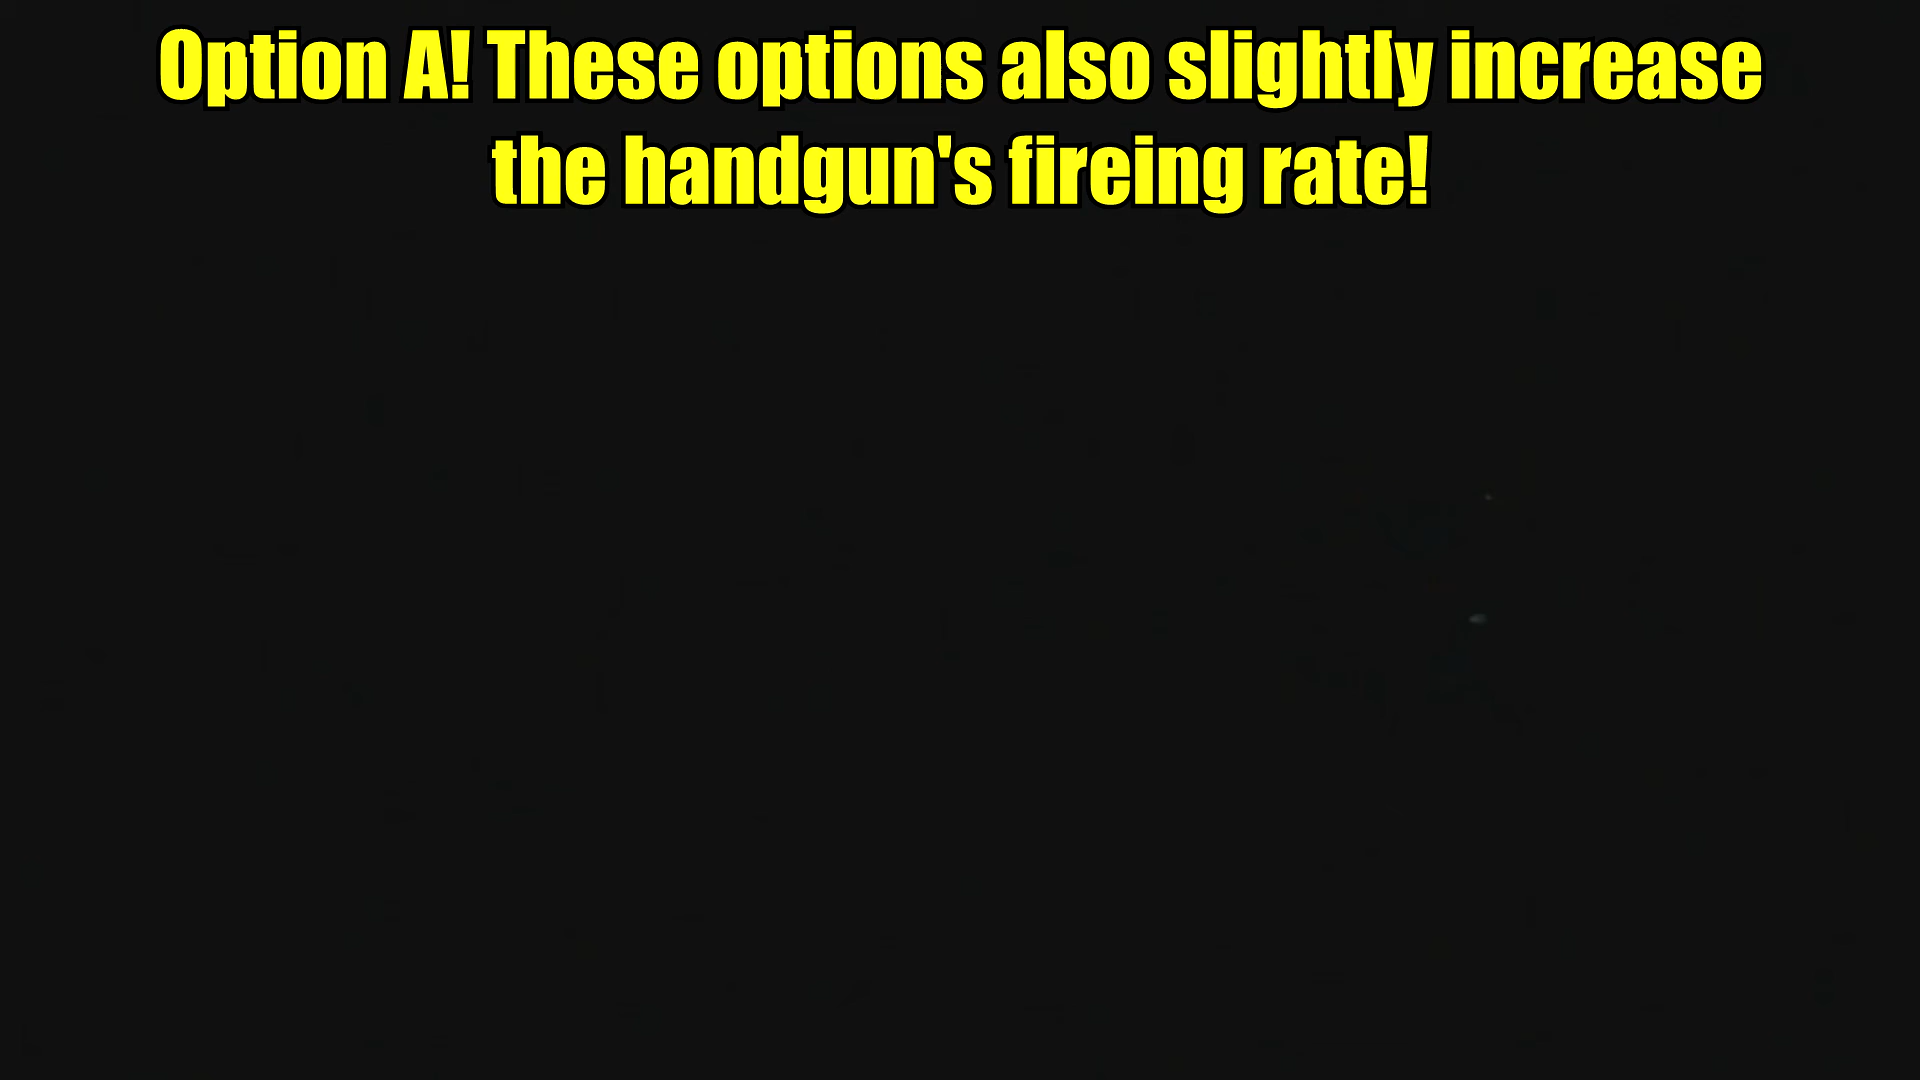 Option A! These options also slightly increase
the handgun's fireing rate!